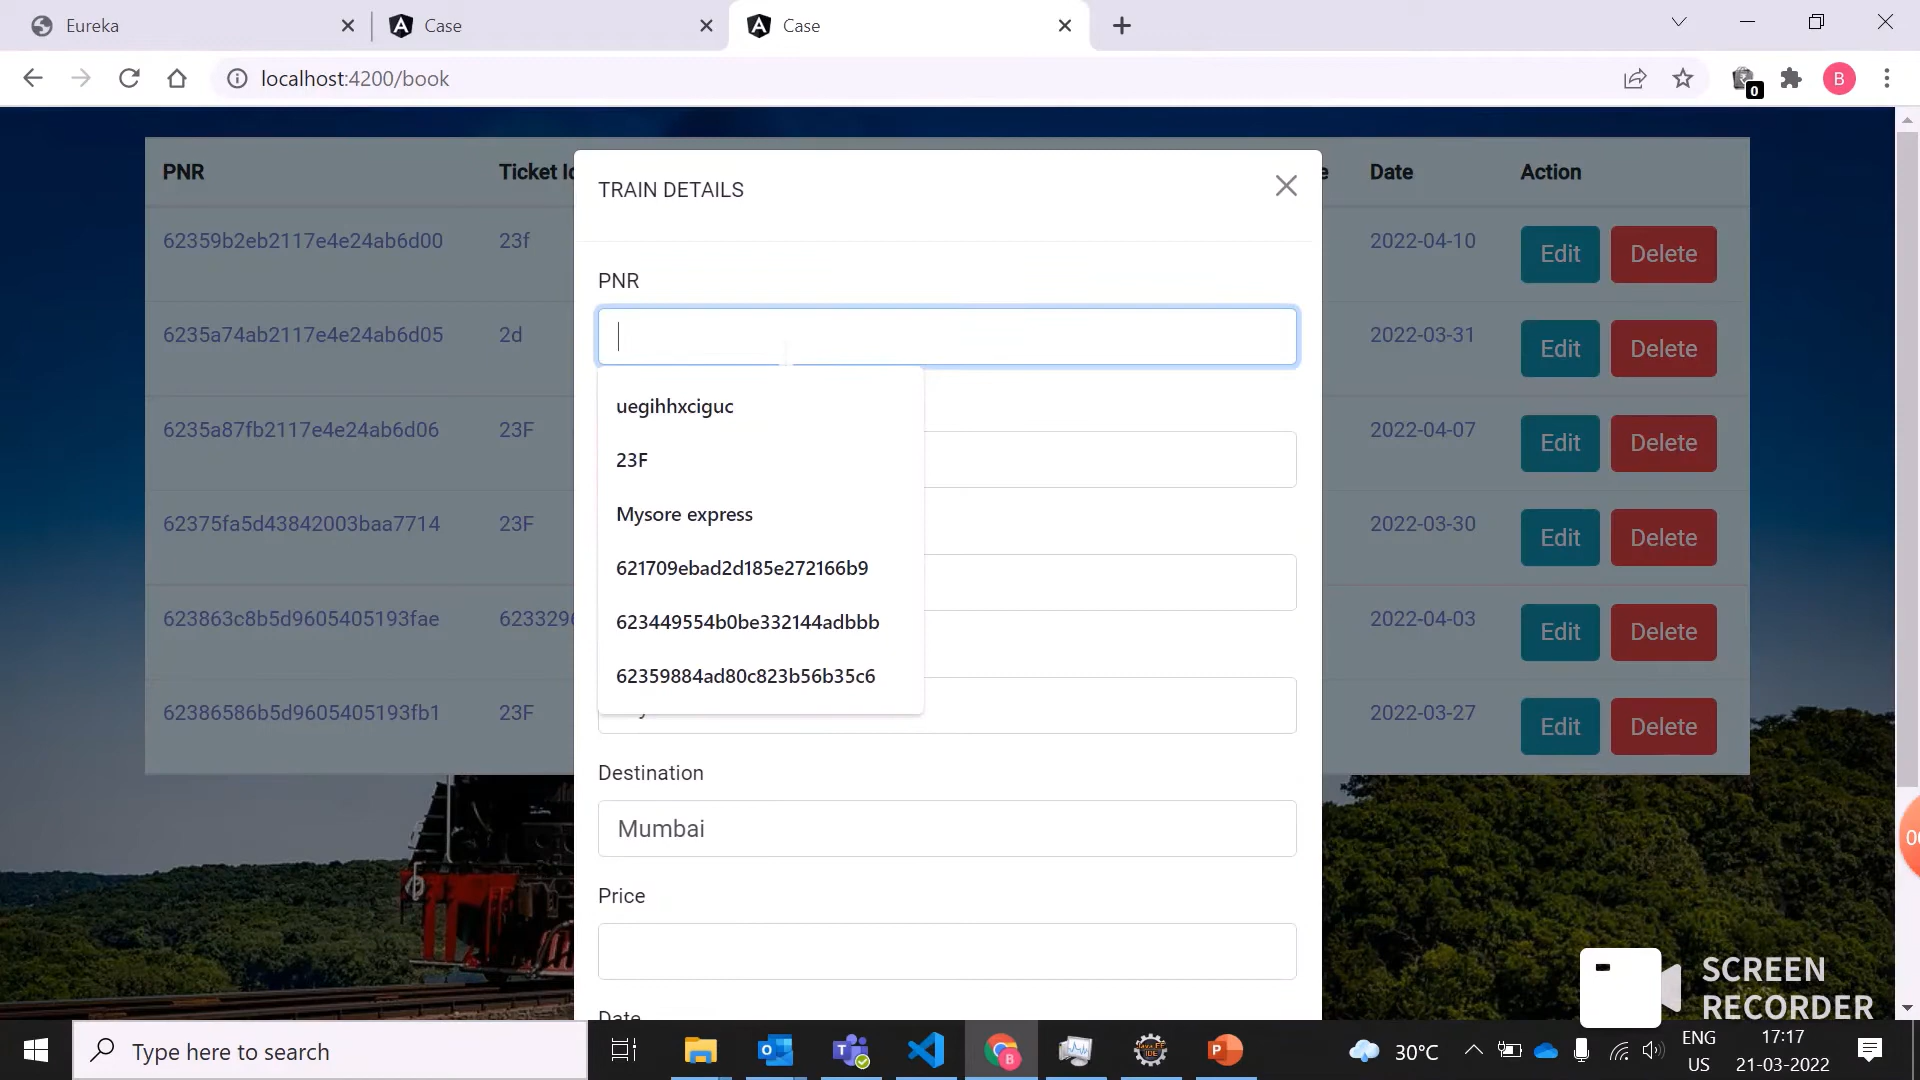 Eureka
Case
Case
localhost:4200/book
0
B
PNR
Ticket
Date
Action
TRAIN DETAILS
62359b2eb2117e4e24ab6d00
23f
2022-04-10
Edit
Delete
PNR
6235a74ab2117e4e24ab6d05
2d
2022-03-31
Edit
Delete
uegihhxciguc
6235a87fb2117e4e24ab6d06
23F
2022-04-07
Edit
Delete
23F
Mysore express
62375fa5d43842003baa7714
23F
2022-03-30
Edit
Delete
621709ebad2d185e272166b9
623449554b0be332144adbbb
623863c8b5d9605405193fae
623329
2022-04-03
Edit
Delete
62359884ad80c823b56b35c6
62386586b5d9605405193fb1
23F
2022-03-27
Edit
Delete
Destination
Mumbai
Price
Date
SCREEN
RECORDER
Type here to search
30°C
ENG
US
17:17
21-03-2022